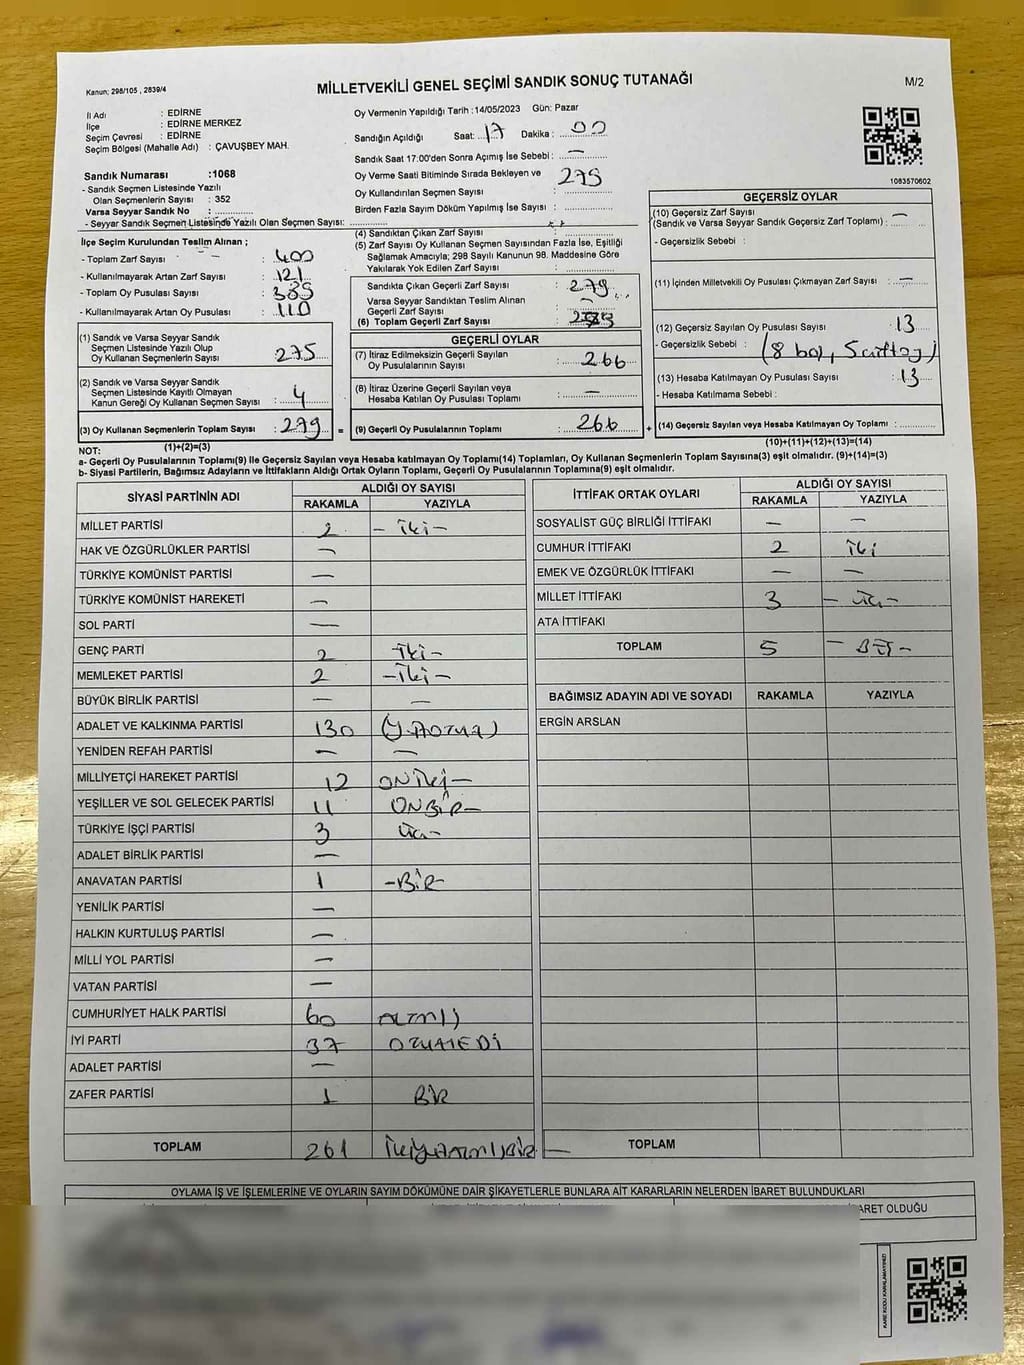 Kanun; 298/105 , 2839/4
MİLLETVEKİLİ GENEL SEÇİMİ SANDIK SONUÇ TUTANAĞI
M/2
İl Adı : EDİRNE
İlçe : EDİRNE MERKEZ
Seçim Çevresi : EDİRNE
Seçim Bölgesi (Mahalle Adı) : ÇAVUŞBEY MAH.
Sandık Numarası :1068
- Sandık Seçmen Listesinde Yazılı
Olan Seçmenlerin Sayısı : 352
Varsa Seyyar Sandık No :
- Seyyar Sandık Seçmen Listesinde Yazılı Olan Seçmen Sayısı:
Oy Vermenin Yapıldığı Tarih :14/05/2023 Gün: Pazar
Sandığın Açıldığı Saat: 17 Dakika : 00
Sandık Saat 17:00'den Sonra Açılmış İse Sebebi : —
Oy Verme Saati Bitiminde Sırada Bekleyen ve
Oy Kullandırılan Seçmen Sayısı : 275
Birden Fazla Sayım Döküm Yapılmış İse Sayısı :
1083570602
İlçe Seçim Kurulundan Teslim Alınan ;
- Toplam Zarf Sayısı : 400
- Kullanılmayarak Artan Zarf Sayısı : 121
- Toplam Oy Pusulası Sayısı : 389
- Kullanılmayarak Artan Oy Pusulası : 110
(4) Sandıktan Çıkan Zarf Sayısı :
(5) Zarf Sayısı Oy Kullanan Seçmen Sayısından Fazla İse, Eşitliği
Sağlamak Amacıyla; 298 Sayılı Kanunun 98. Maddesine Göre
Yakılarak Yok Edilen Zarf Sayısı :
Sandıkta Çıkan Geçerli Zarf Sayısı : 279
Varsa Seyyar Sandıktan Teslim Alınan
Geçerli Zarf Sayısı : —
(6) Toplam Geçerli Zarf Sayısı :
GEÇERSİZ OYLAR
(10) Geçersiz Zarf Sayısı
(Sandık ve Varsa Seyyar Sandık Geçersiz Zarf Toplamı) : —
- Geçersizlik Sebebi :
(11) İçinden Milletvekili Oy Pusulası Çıkmayan Zarf Sayısı : —
(12) Geçersiz Sayılan Oy Pusulası Sayısı : 13
- Geçersizlik Sebebi : (8 boş,
(13) Hesaba Katılmayan Oy Pusulası Sayısı : 13
- Hesaba Katılmama Sebebi :
(14) Geçersiz Sayılan veya Hesaba Katılmayan Oy Toplamı :
(10)+(11)+(12)+(13)=(14)
(1) Sandık ve Varsa Seyyar Sandık
Seçmen Listesinde Yazılı Olup
Oy Kullanan Seçmenlerin Sayısı : 275
(2) Sandık ve Varsa Seyyar Sandık
Seçmen Listesinde Kayıtlı Olmayan
Kanun Gereği Oy Kullanan Seçmen Sayısı : 4
(3) Oy Kullanan Seçmenlerin Toplam Sayısı : 279 =
(1)+(2)=(3)
GEÇERLİ OYLAR
(7) İtiraz Edilmeksizin Geçerli Sayılan
Oy Pusulalarının Sayısı : 266
(8) İtiraz Üzerine Geçerli Sayılan veya
Hesaba Katılan Oy Pusulası Toplamı : —
(9) Geçerli Oy Pusulalarının Toplamı : 266 +
NOT:
a- Geçerli Oy Pusulalarının Toplamı(9) İle Geçersiz Sayılan veya Hesaba katılmayan Oy Toplamı(14) Toplamları, Oy Kullanan Seçmenlerin Toplam Sayısına(3) eşit olmalıdır. (9)+(14)=(3)
b- Siyasi Partilerin, Bağımsız Adayların ve İttifakların Aldığı Ortak Oyların Toplamı, Geçerli Oy Pusulalarının Toplamına(9) eşit olmalıdır.
SİYASİ PARTİNİN ADI ALDIĞI OY SAYISI
RAKAMLA YAZIYLA
MİLLET PARTİSİ 2 - iki -
HAK VE ÖZGÜRLÜKLER PARTİSİ —
TÜRKİYE KOMÜNİST PARTİSİ —
TÜRKİYE KOMÜNİST HAREKETİ —
SOL PARTİ —
GENÇ PARTİ 2 -iki-
MEMLEKET PARTİSİ 2 -iki-
BÜYÜK BİRLİK PARTİSİ — —
ADALET VE KALKINMA PARTİSİ 130
YENİDEN REFAH PARTİSİ — —
MİLLİYETÇİ HAREKET PARTİSİ 12 ONİKİ-
YEŞİLLER VE SOL GELECEK PARTİSİ 11 ONBİR-
TÜRKİYE İŞÇİ PARTİSİ 3 üç-
ADALET BİRLİK PARTİSİ —
ANAVATAN PARTİSİ 1 -BİR
YENİLİK PARTİSİ —
HALKIN KURTULUŞ PARTİSİ —
MİLLİ YOL PARTİSİ —
VATAN PARTİSİ —
CUMHURİYET HALK PARTİSİ 60 ALTMIŞ
İYİ PARTİ 37 OTUZYEDİ
ADALET PARTİSİ —
ZAFER PARTİSİ 1 BİR
TOPLAM 261 İKİYÜZALTMIŞBİR
İTTİFAK ORTAK OYLARI ALDIĞI OY SAYISI
RAKAMLA YAZIYLA
SOSYALİST GÜÇ BİRLİĞİ İTTİFAKI — —
CUMHUR İTTİFAKI 2 iki
EMEK VE ÖZGÜRLÜK İTTİFAKI — —
MİLLET İTTİFAKI 3 - üç -
ATA İTTİFAKI
TOPLAM 5 - BEŞ -
BAĞIMSIZ ADAYIN ADI VE SOYADI RAKAMLA YAZIYLA
ERGİN ARSLAN
TOPLAM
OYLAMA İŞ VE İŞLEMLERİNE VE OYLARIN SAYIM DÖKÜMÜNE DAİR ŞİKAYETLERLE BUNLARA AİT KARARLARIN NELERDEN İBARET BULUNDUKLARI
OLDUĞU
KARE KODU KARALAMAYINIZ!